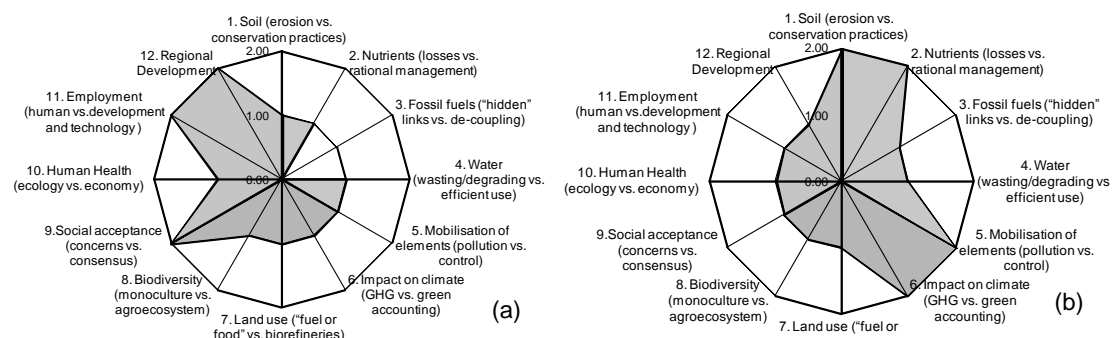 1. Soil (erosion vs.
conservation practices)
2.00
2. Nutrients (losses vs.
rational management)
3. Fossil fuels (“hidden”
links vs. de-coupling)
4. Water
(wasting/degrading vs.
efficient use)
5. Mobilisation of
elements (pollution vs.
control)
6. Impact on climate
(GHG vs. green
accounting)
7. Land use (“fuel or
food” vs. biorefineries)
8. Biodiversity
(monoculture vs.
agroecosystem)
9.Social acceptance
(concerns vs.
consensus)
10. Human Health
(ecology vs. economy)
11. Employment
(human vs.development
and technology)
12. Regional
Development
1.00
0.00
(a)
1. Soil (erosion vs.
conservation practices)
2.00
2. Nutrients (losses vs.
rational management)
3. Fossil fuels (“hidden”
links vs. de-coupling)
4. Water
(wasting/degrading vs.
efficient use)
5. Mobilisation of
elements (pollution vs.
control)
6. Impact on climate
(GHG vs. green
accounting)
7. Land use (“fuel or
8. Biodiversity
(monoculture vs.
agroecosystem)
9.Social acceptance
(concerns vs.
consensus)
10. Human Health
(ecology vs. economy)
11. Employment
(human vs.development
and technology)
12. Regional
Development
1.00
0.00
(b)